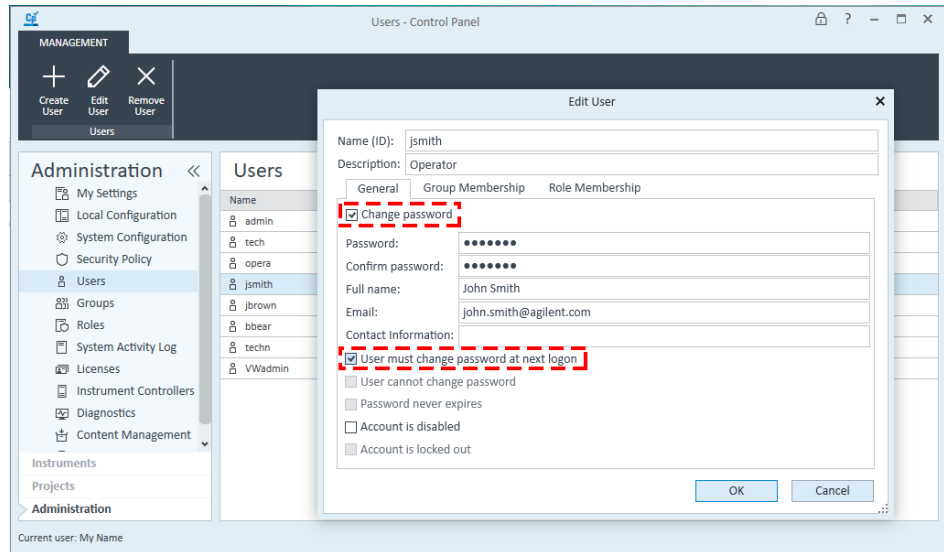 Cp
Users - Control Panel
?
MANAGEMENT
Create User
Edit User
Remove User
Users
Administration
My Settings
Local Configuration
System Configuration
Security Policy
Users
Groups
Roles
System Activity Log
Licenses
Instrument Controllers
Diagnostics
Content Management
Instruments
Projects
Administration
Users
Name
admin
tech
opera
jsmith
jbrown
bbear
techn
VWadmin
Edit User
Name (ID): jsmith
Description: Operator
General Group Membership Role Membership
Change password
Password: ●●●●●●●
Confirm password: ●●●●●●●
Full name: John Smith
Email: john.smith@agilent.com
Contact Information:
User must change password at next logon
User cannot change password
Password never expires
Account is disabled
Account is locked out
OK Cancel
Current user: My Name